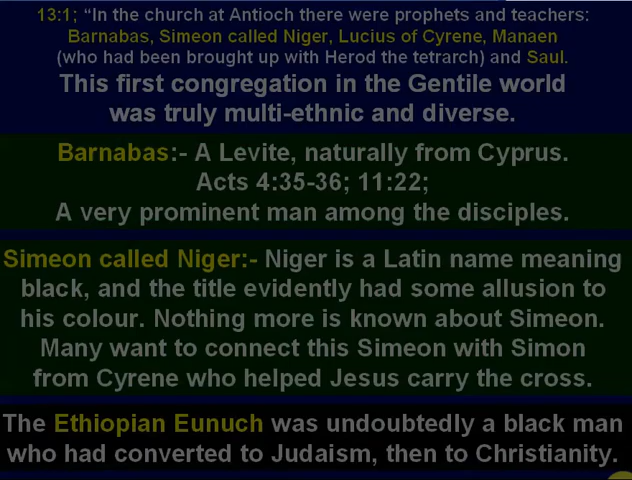 13:1; “In the church at Antioch there were prophets and teachers:
Barnabas, Simeon called Niger, Lucius of Cyrene, Manaen
(who had been brought up with Herod the tetrarch) and Saul.
This first congregation in the Gentile world
was truly multi-ethnic and diverse.
Barnabas:- A Levite, naturally from Cyprus.
Acts 4:35-36; 11:22;
A very prominent man among the disciples.
Simeon called Niger:- Niger is a Latin name meaning
black, and the title evidently had some allusion to
his colour. Nothing more is known about Simeon.
Many want to connect this Simeon with Simon
from Cyrene who helped Jesus carry the cross.
The Ethiopian Eunuch was undoubtedly a black man
who had converted to Judaism, then to Christianity.